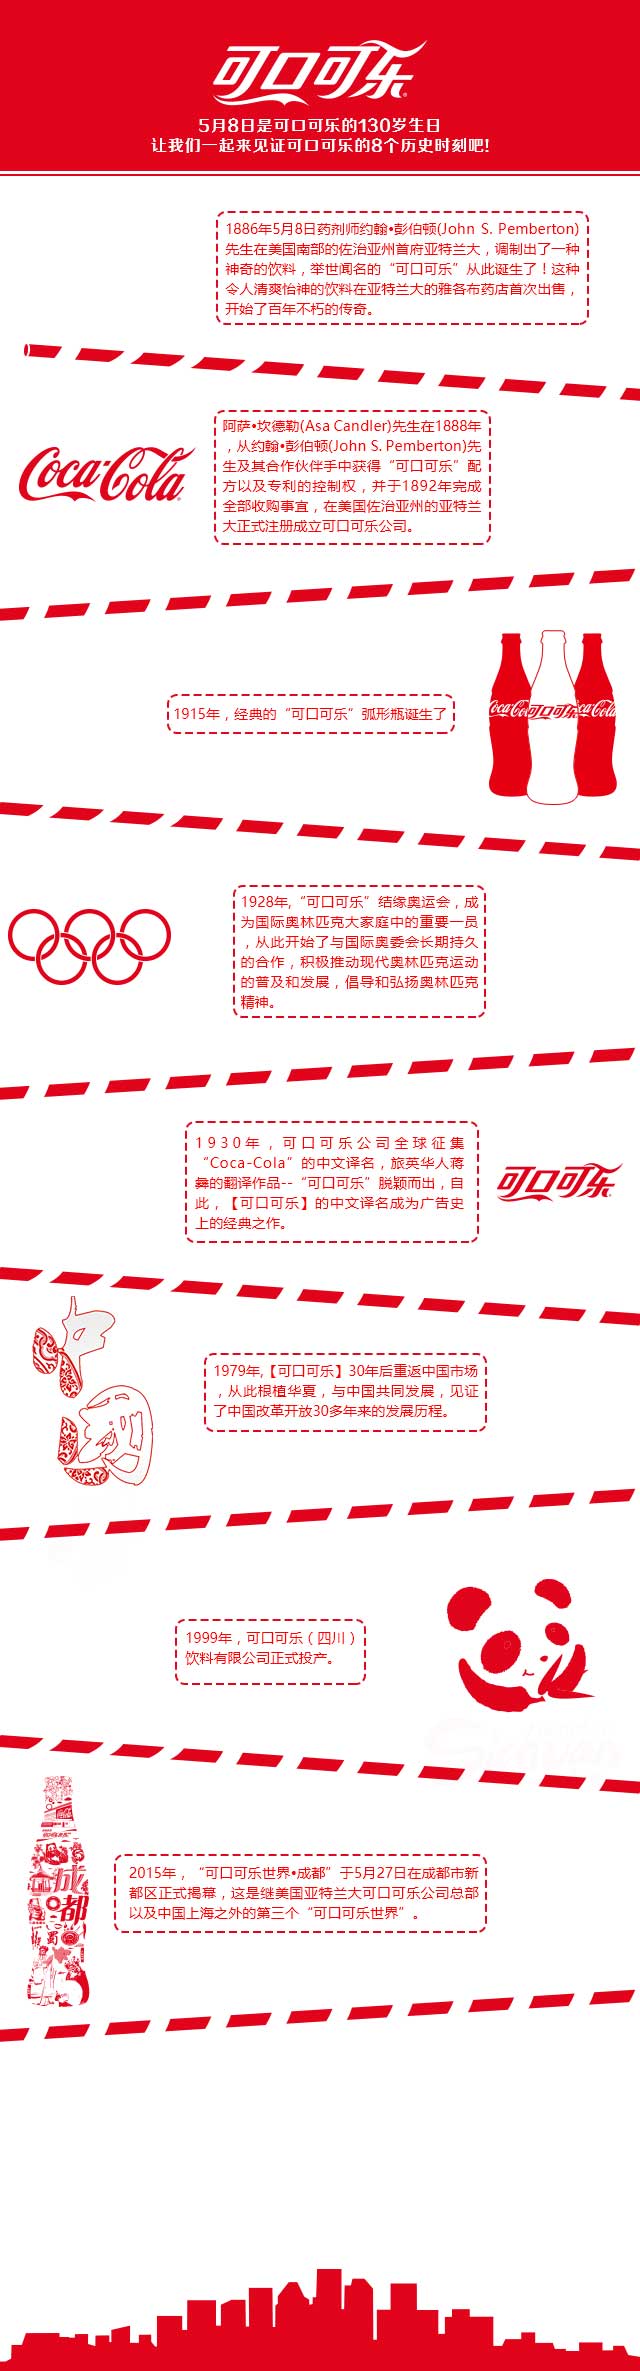 可口可乐
5月8日是可口可乐的130岁生日
让我们一起来见证可口可乐的8个历史时刻吧!
1886年5月8日药剂师约翰•彭伯顿(John S. Pemberton)
先生在美国南部的佐治亚州首府亚特兰大，调制出了一种
神奇的饮料，举世闻名的“可口可乐”从此诞生了！这种
令人清爽怡神的饮料在亚特兰大的雅各布药店首次出售，
开始了百年不朽的传奇。
Coca-Cola
阿萨•坎德勒(Asa Candler)先生在1888年
，从约翰•彭伯顿(John S. Pemberton)先
生及其合作伙伴手中获得“可口可乐”配
方以及专利的控制权，并于1892年完成
全部收购事宜，在美国佐治亚州的亚特兰
大正式注册成立可口可乐公司。
1915年，经典的“可口可乐”弧形瓶诞生了
Coca-Co可口可乐ca-Cola
1928年,“可口可乐”结缘奥运会，成
为国际奥林匹克大家庭中的重要一员
，从此开始了与国际奥委会长期持久
的合作，积极推动现代奥林匹克运动
的普及和发展，倡导和弘扬奥林匹克
精神。
1930年，可口可乐公司全球征集
“Coca-Cola”的中文译名，旅英华人蒋
彝的翻译作品--“可口可乐”脱颖而出，自
此，【可口可乐】的中文译名成为广告史
上的经典之作。
可口可乐
中
国
1979年,【可口可乐】30年后重返中国市场
，从此根植华夏，与中国共同发展，见证
了中国改革开放30多年来的发展历程。
1999年，可口可乐（四川）
饮料有限公司正式投产。
成
都
蜀
2015年，“可口可乐世界•成都”于5月27日在成都市新
都区正式揭幕，这是继美国亚特兰大可口可乐公司总部
以及中国上海之外的第三个“可口可乐世界”。